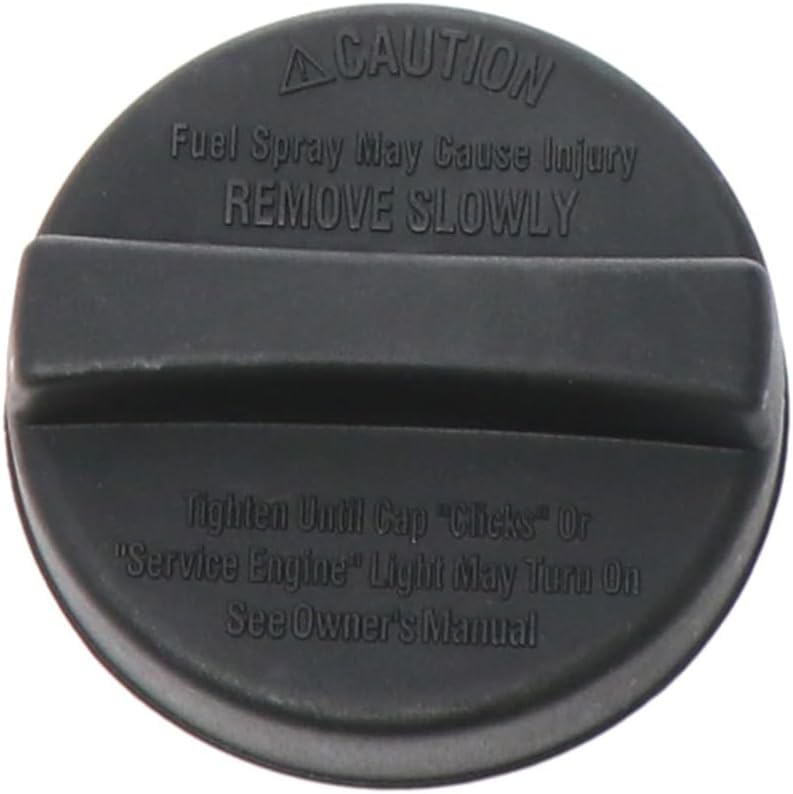 ⚠CAUTION
Fuel Spray May Cause Injury
REMOVE SLOWLY
Tighten Until Cap "Clicks" Or
"Service Engine" Light May Turn On
See Owner's Manual